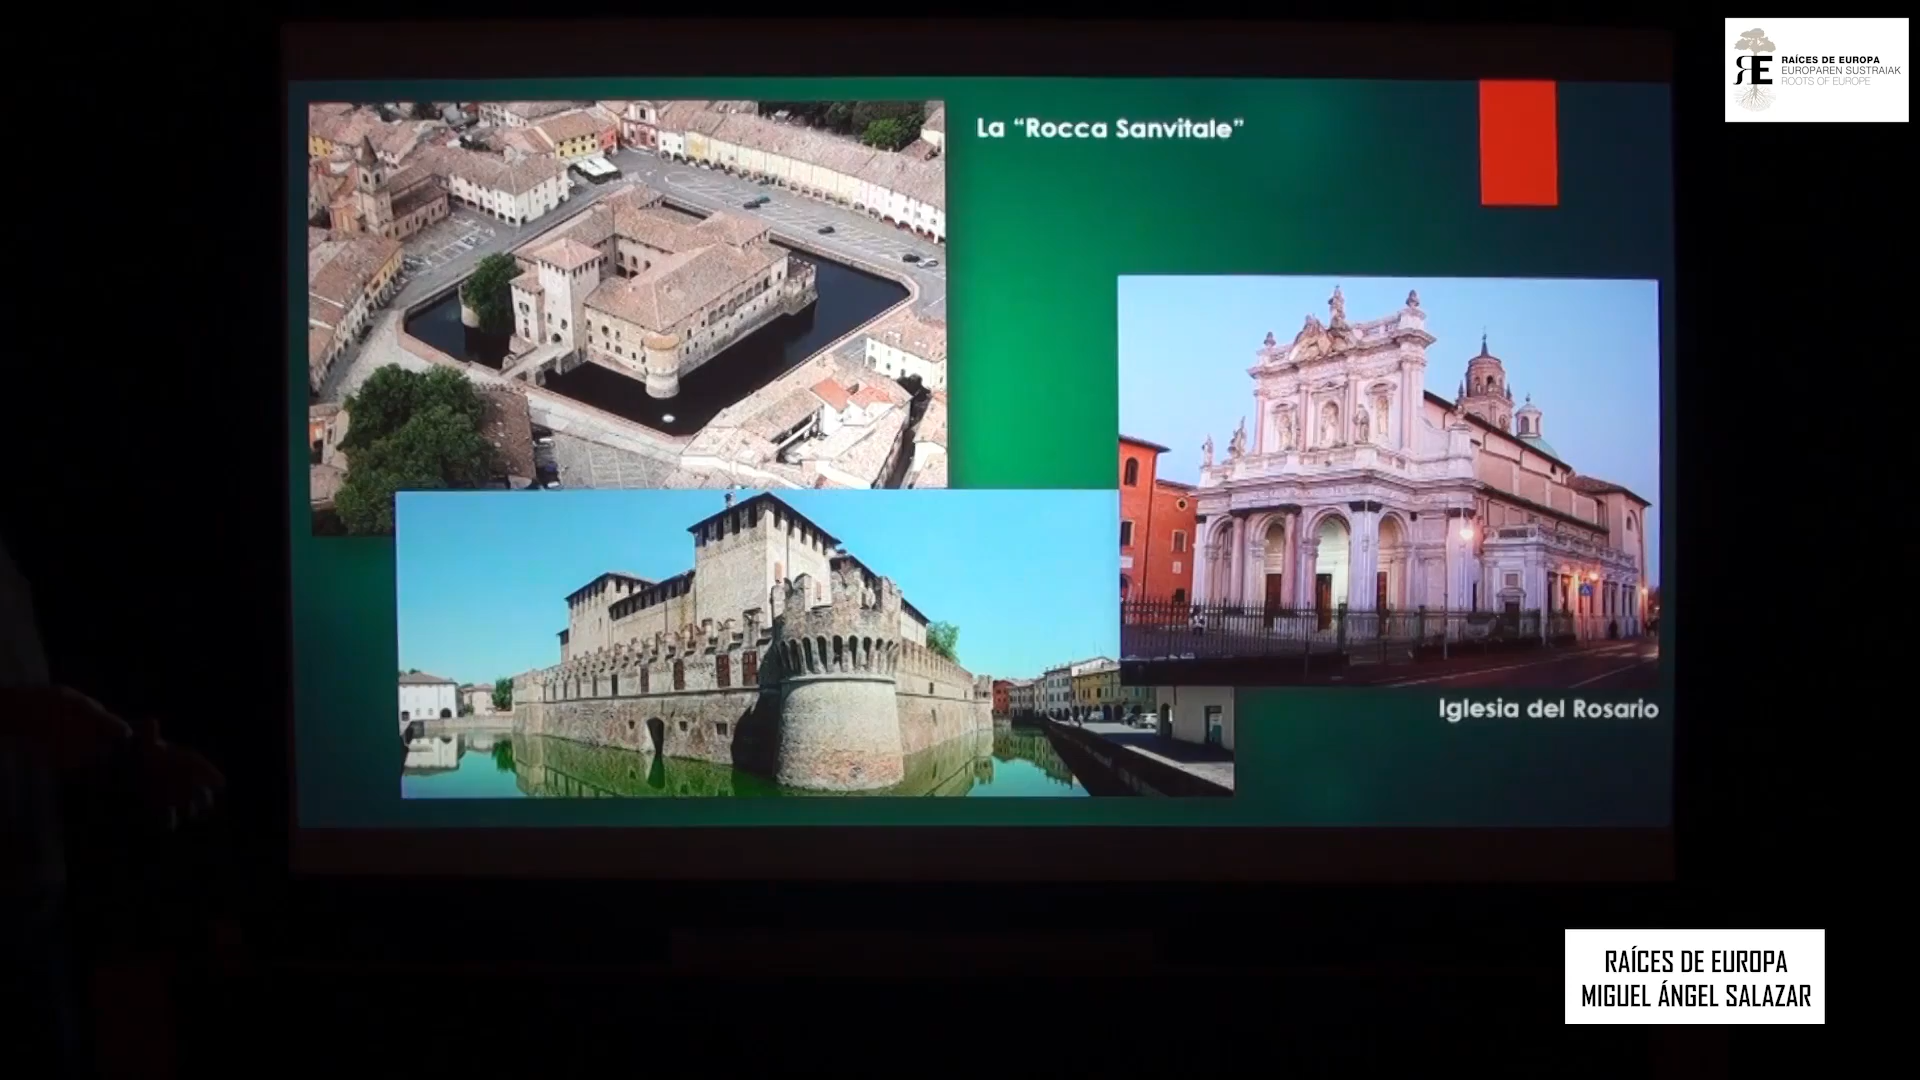 RAÍCES DE EUROPA
EUROPAREN SUSTRAIAK
ROOTS OF EUROPE
La “Rocca Sanvitale”
Iglesia del Rosario
RAÍCES DE EUROPA
MIGUEL ÁNGEL SALAZAR